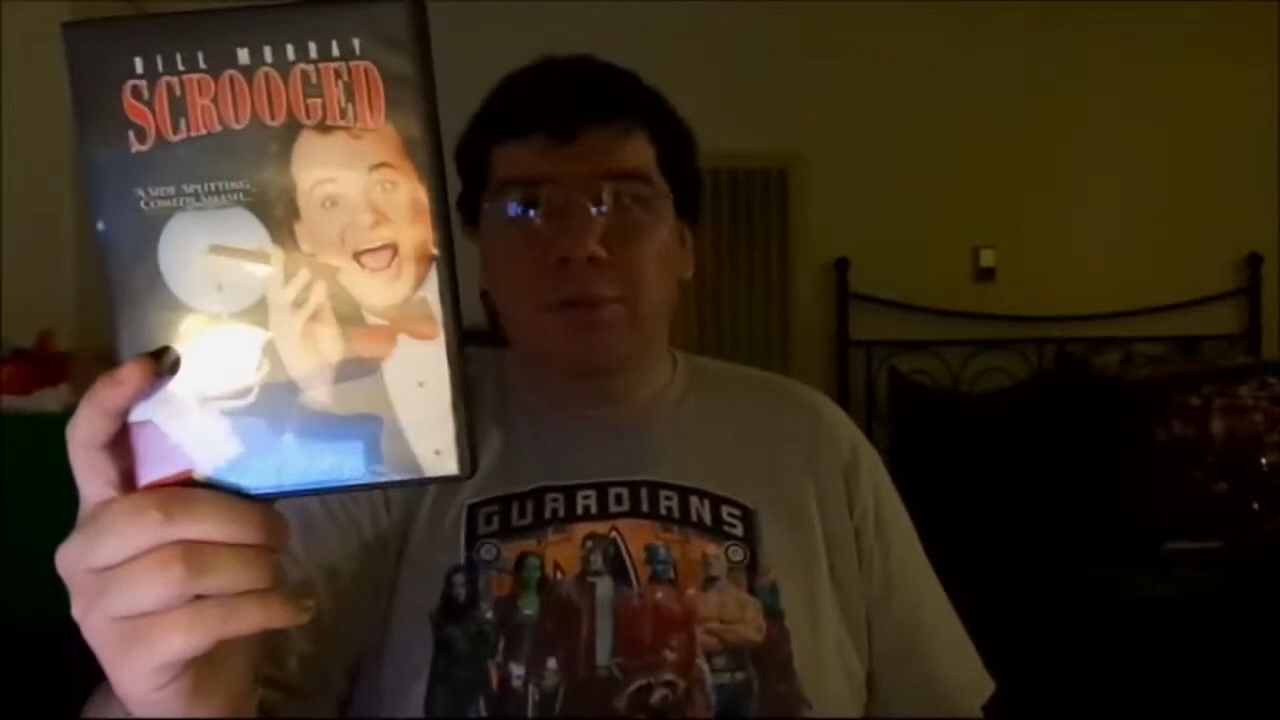 BILL MURRAY
SCROOGED
"A SIDE-SPLITTING
COMEDY SMASH...
GUARDIANS